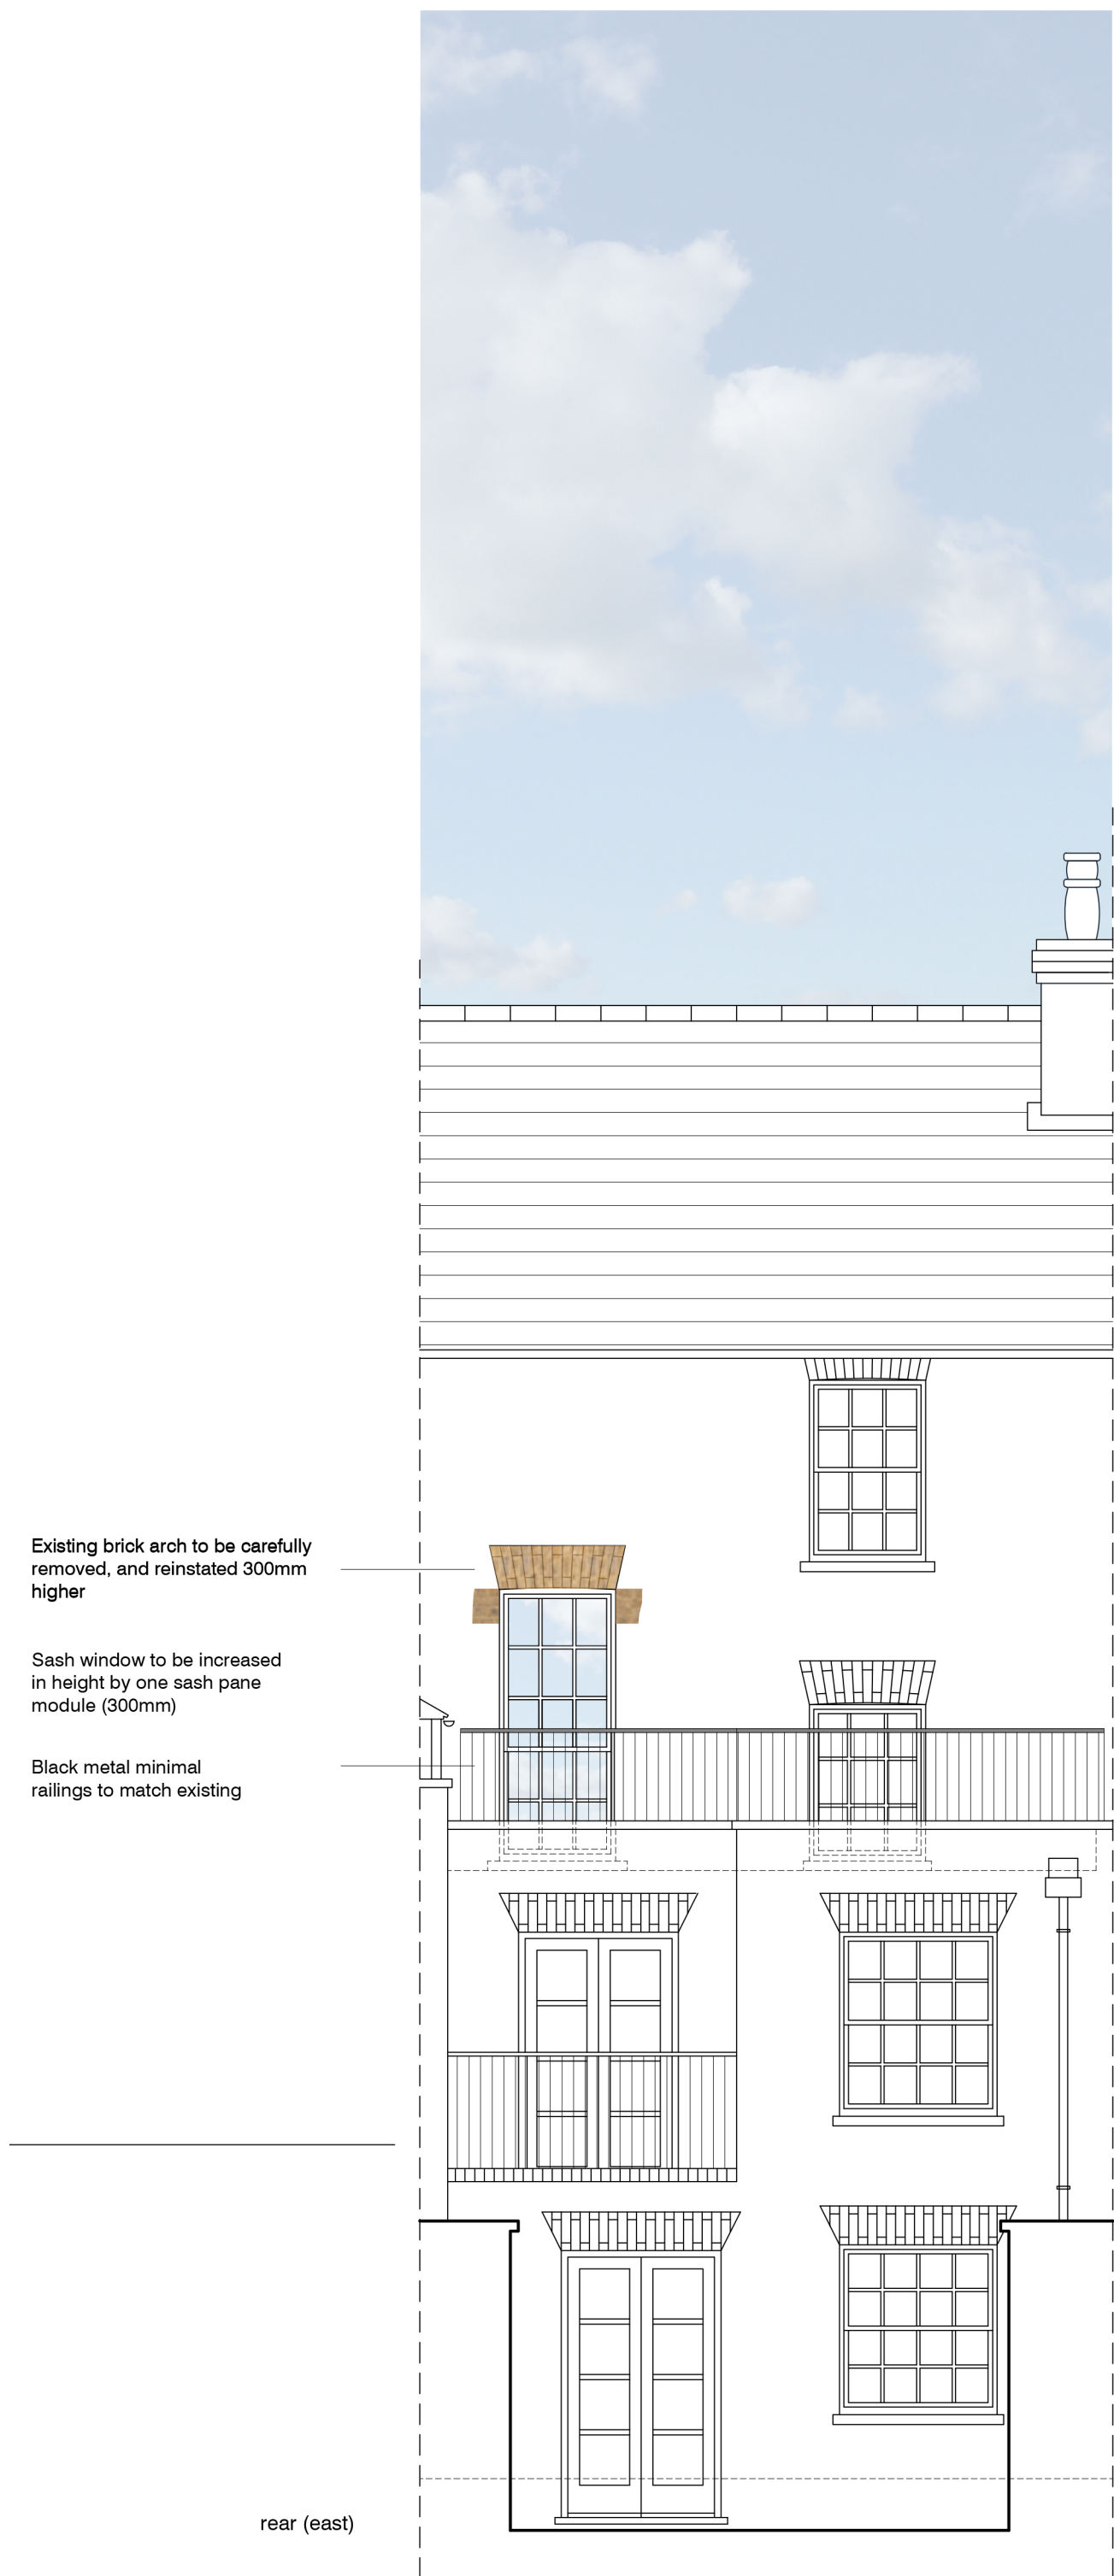 Existing brick arch to be carefully
removed, and reinstated 300mm
higher
Sash window to be increased
in height by one sash pane
module (300mm)
Black metal minimal
railings to match existing
rear (east)